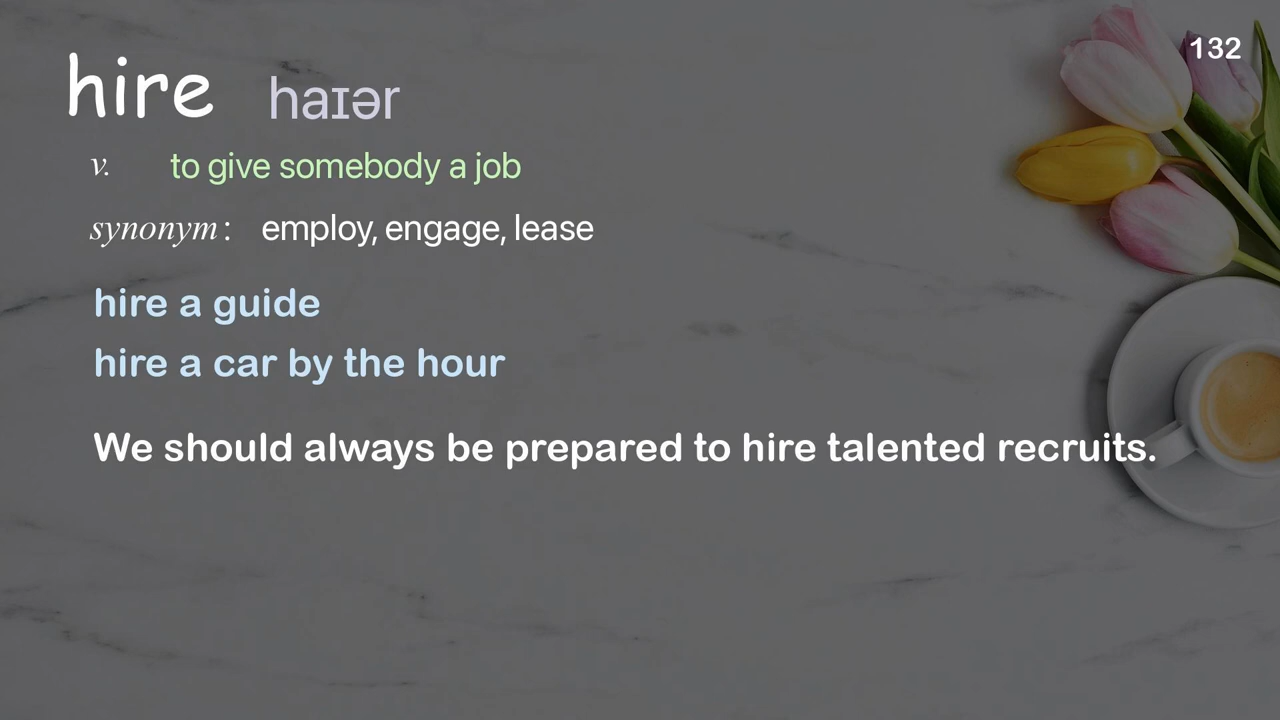 132
hire haɪər
v. to give somebody a job
synonym: employ, engage, lease
hire a guide
hire a car by the hour
We should always be prepared to hire talented recruits.